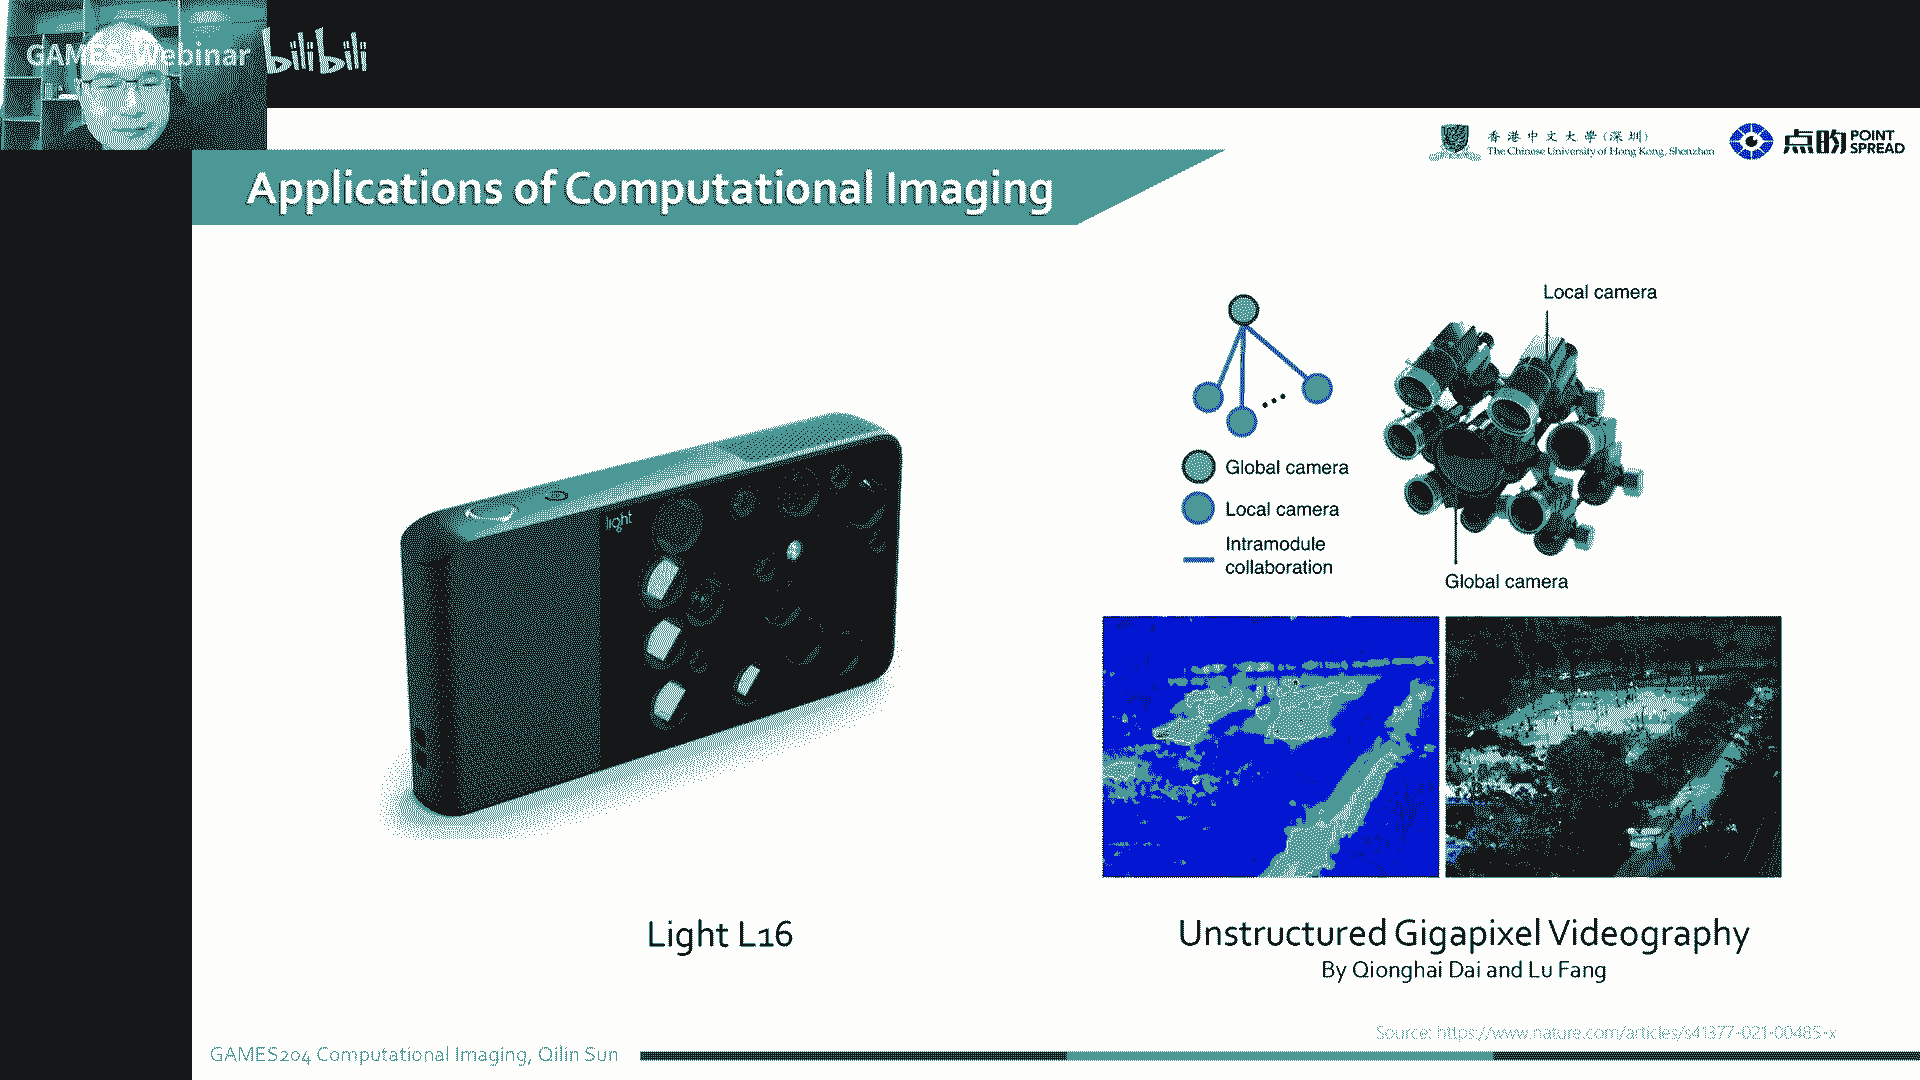 GAMES-Webinar
bilibili
香港中文大學(深圳)
The Chinese University of Hong Kong, Shenzhen
点昀
POINT
SPREAD
Applications of Computational Imaging
Local camera
Global camera
Local camera
Intramodule
collaboration
Global camera
light
Light L16
Unstructured Gigapixel Videography
By Qionghai Dai and Lu Fang
Source: https://www.nature.com/articles/s41377-021-00485-x
GAMES204 Computational Imaging, Qilin Sun